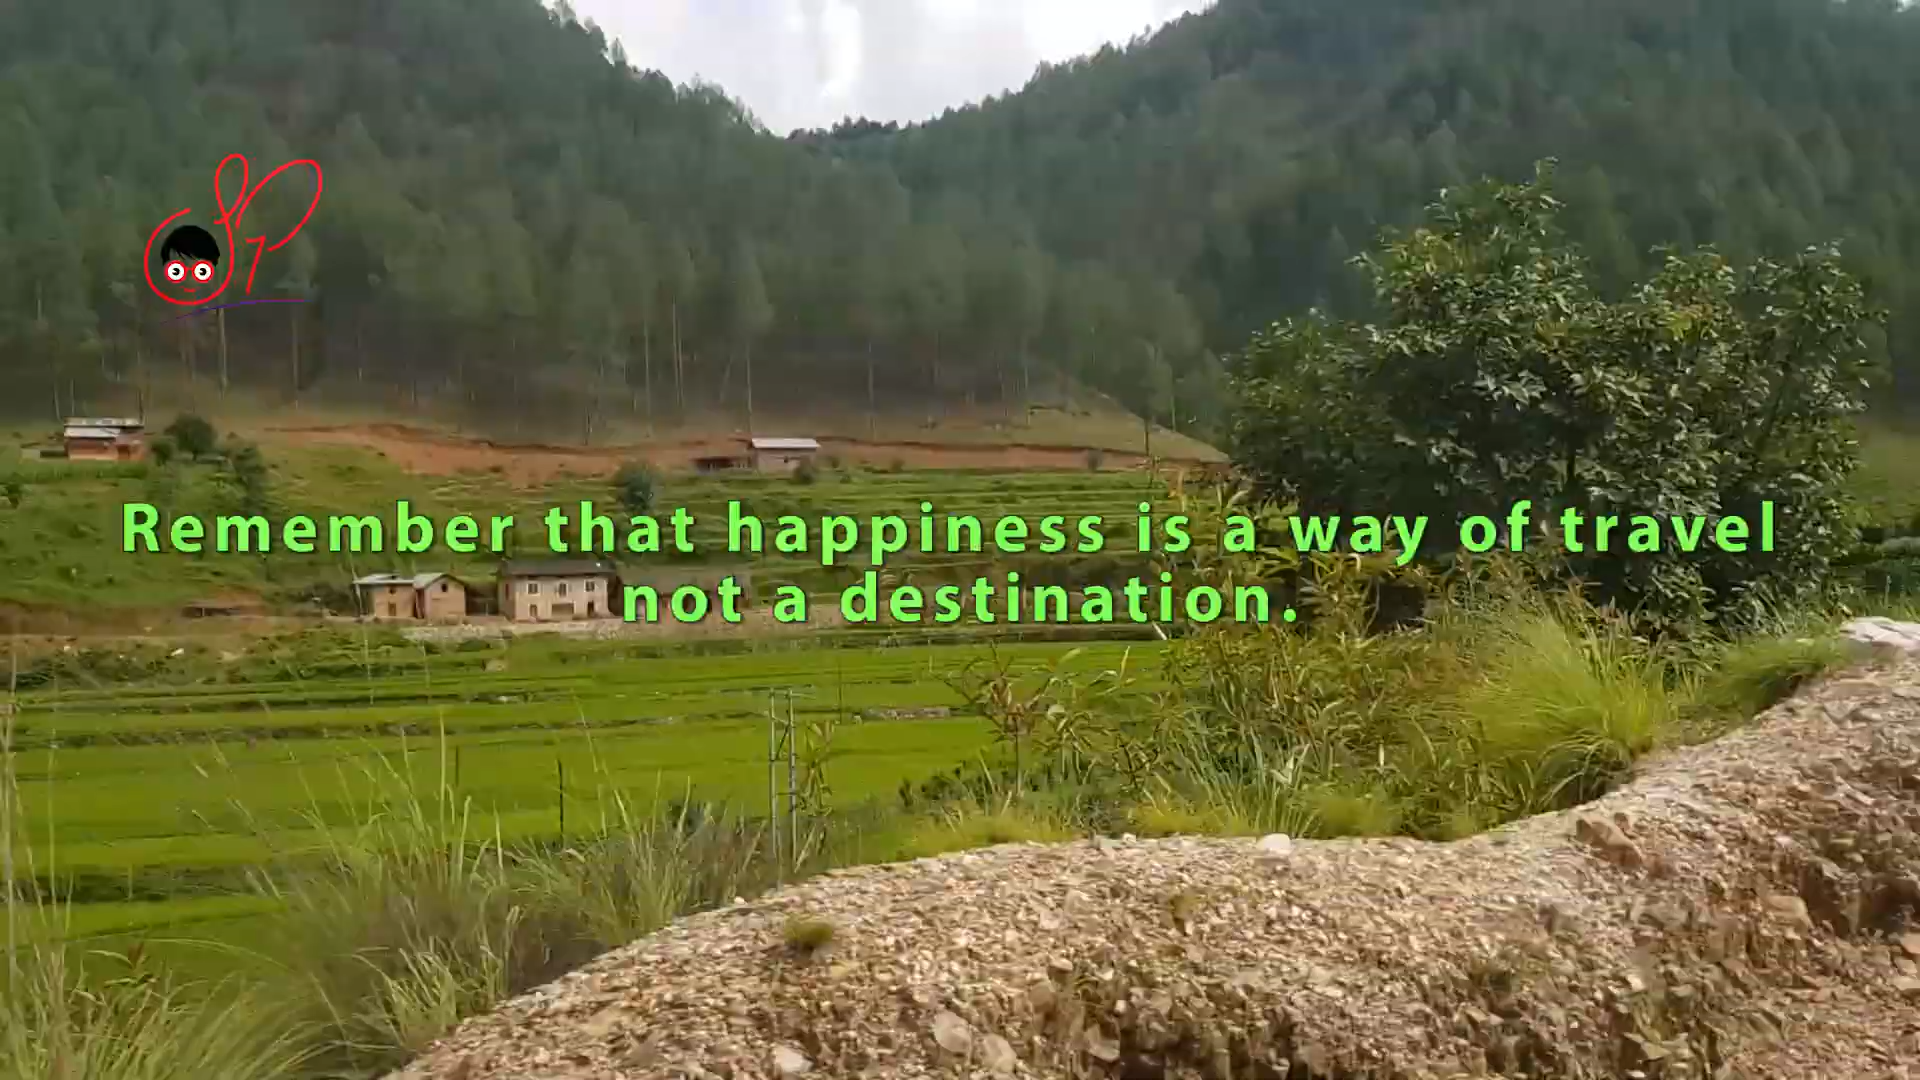 Remember that happiness is a way of travel
not a destination.